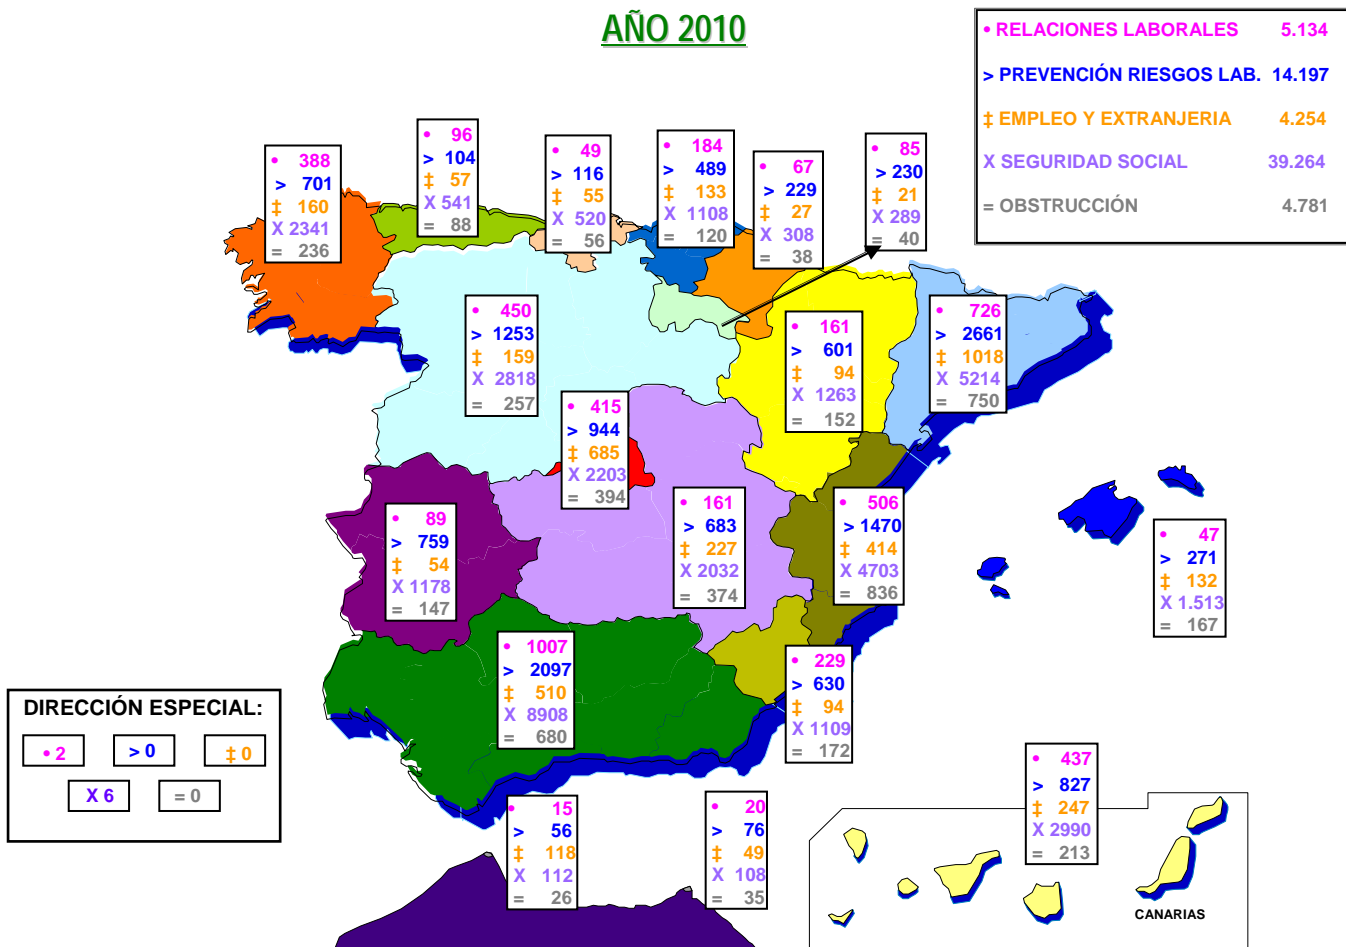 AÑO 2010
• RELACIONES LABORALES 5.134
> PREVENCIÓN RIESGOS LAB. 14.197
‡ EMPLEO Y EXTRANJERIA 4.254
X SEGURIDAD SOCIAL 39.264
= OBSTRUCCIÓN 4.781
• 388
> 701
‡ 160
X 2341
= 236
• 96
> 104
‡ 57
X 541
= 88
• 49
> 116
‡ 55
X 520
= 56
• 184
> 489
‡ 133
X 1108
= 120
• 67
> 229
‡ 27
X 308
= 38
• 85
> 230
‡ 21
X 289
= 40
• 450
> 1253
‡ 159
X 2818
= 257
• 161
> 601
‡ 94
X 1263
= 152
• 726
> 2661
‡ 1018
X 5214
= 750
• 415
> 944
‡ 685
X 2203
= 394
• 89
> 759
‡ 54
X 1178
= 147
• 161
> 683
‡ 227
X 2032
= 374
• 506
> 1470
‡ 414
X 4703
= 836
• 47
> 271
‡ 132
X 1.513
= 167
• 1007
> 2097
‡ 510
X 8908
= 680
• 229
> 630
‡ 94
X 1109
= 172
DIRECCIÓN ESPECIAL:
• 2
> 0
‡ 0
X 6
= 0
• 15
> 56
‡ 118
X 112
= 26
• 20
> 76
‡ 49
X 108
= 35
• 437
> 827
‡ 247
X 2990
= 213
CANARIAS